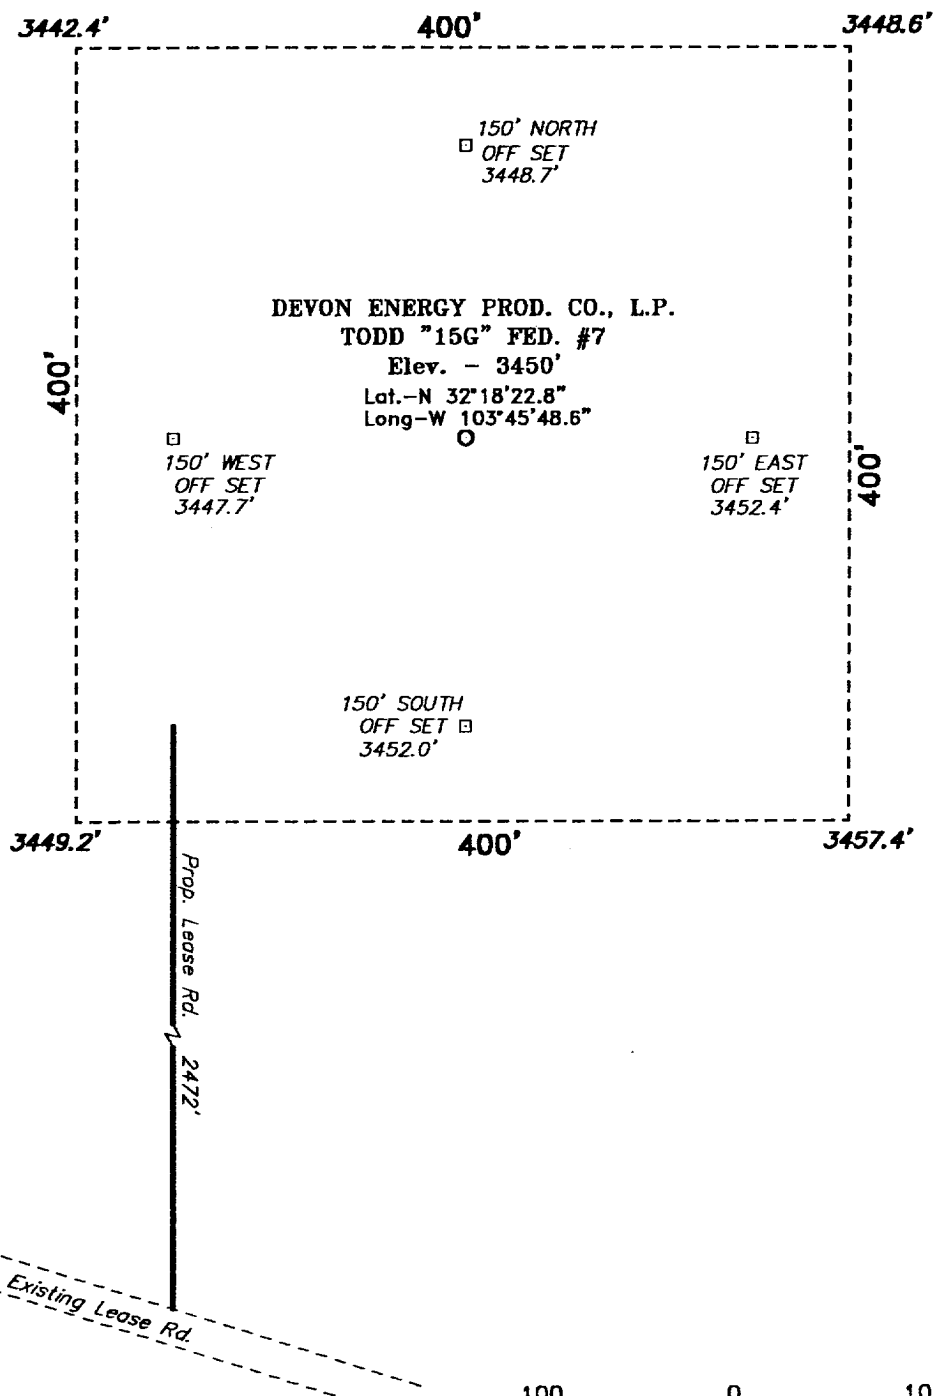 3442.4'
400'
3448.6'
150' NORTH
OFF SET
3448.7'
DEVON ENERGY PROD. CO., L.P.
TODD "15G" FED. #7
Elev. - 3450'
Lat.-N 32°18'22.8"
Long-W 103°45'48.6"
400'
150' WEST
OFF SET
3447.7'
150' EAST
OFF SET
3452.4'
400'
150' SOUTH
OFF SET
3452.0'
3449.2'
400'
3457.4'
Prop. Lease Rd. 2472'
Existing Lease Rd.
100 0 10